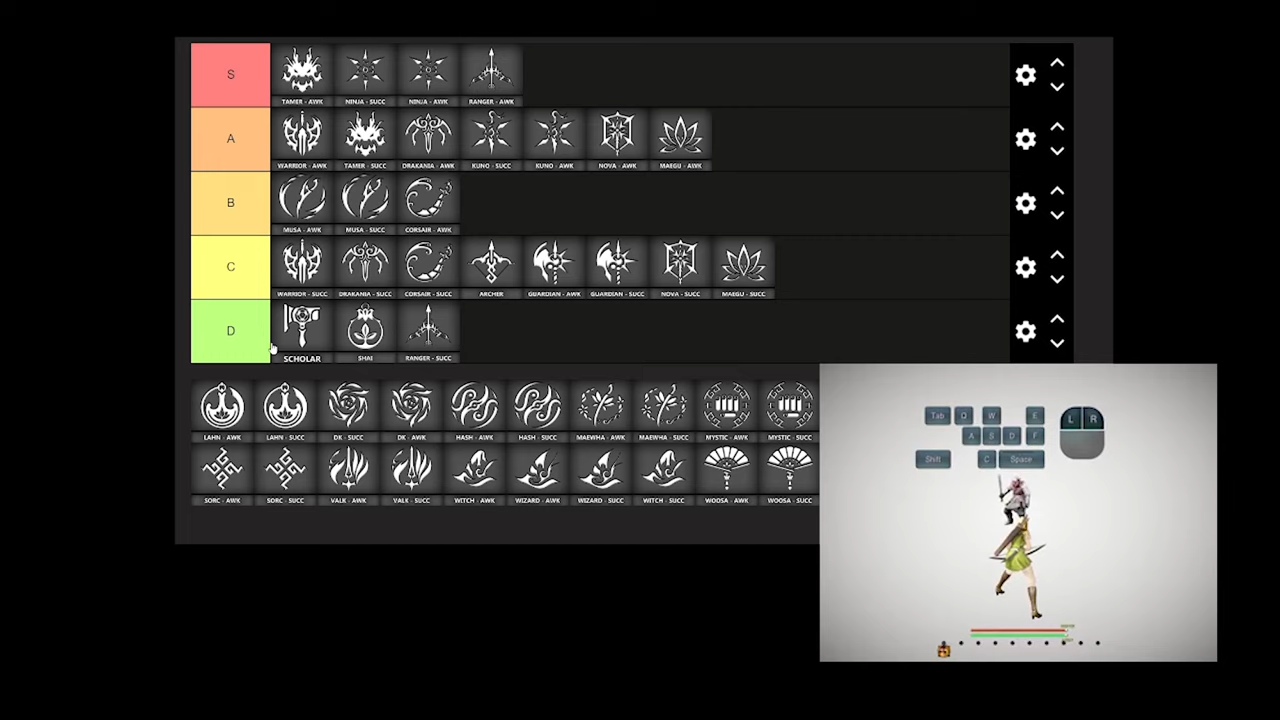 S
TAMER - AWK NINJA - SUCC NINJA - AWK RANGER - AWK
A
WARRIOR - AWK TAMER - SUCC DRAKANIA - AWK KUNO - SUCC KUNO - AWK NOVA - AWK MAEGU - AWK
B
MUSA - AWK MUSA - SUCC CORSAIR - AWK
C
WARRIOR - SUCC DRAKANIA - SUCC CORSAIR - SUCC ARCHER GUARDIAN - AWK GUARDIAN - SUCC NOVA - SUCC MAEGU - SUCC
D
SCHOLAR SHAI RANGER - SUCC
LAHN - AWK LAHN - SUCC DK - SUCC DK - AWK HASH - AWK HASH - SUCC MAEHWA - AWK MAEWHA - SUCC MYSTIC - AWK MYSTIC - SUCC
SORC - AWK SORC - SUCC VALK - AWK VALK - SUCC WITCH - AWK WIZARD - AWK WIZARD - SUCC WITCH - SUCC WOOSA - AWK WOOSA - SUCC
Tab Q W E
L R
A S D F
Shift C Space